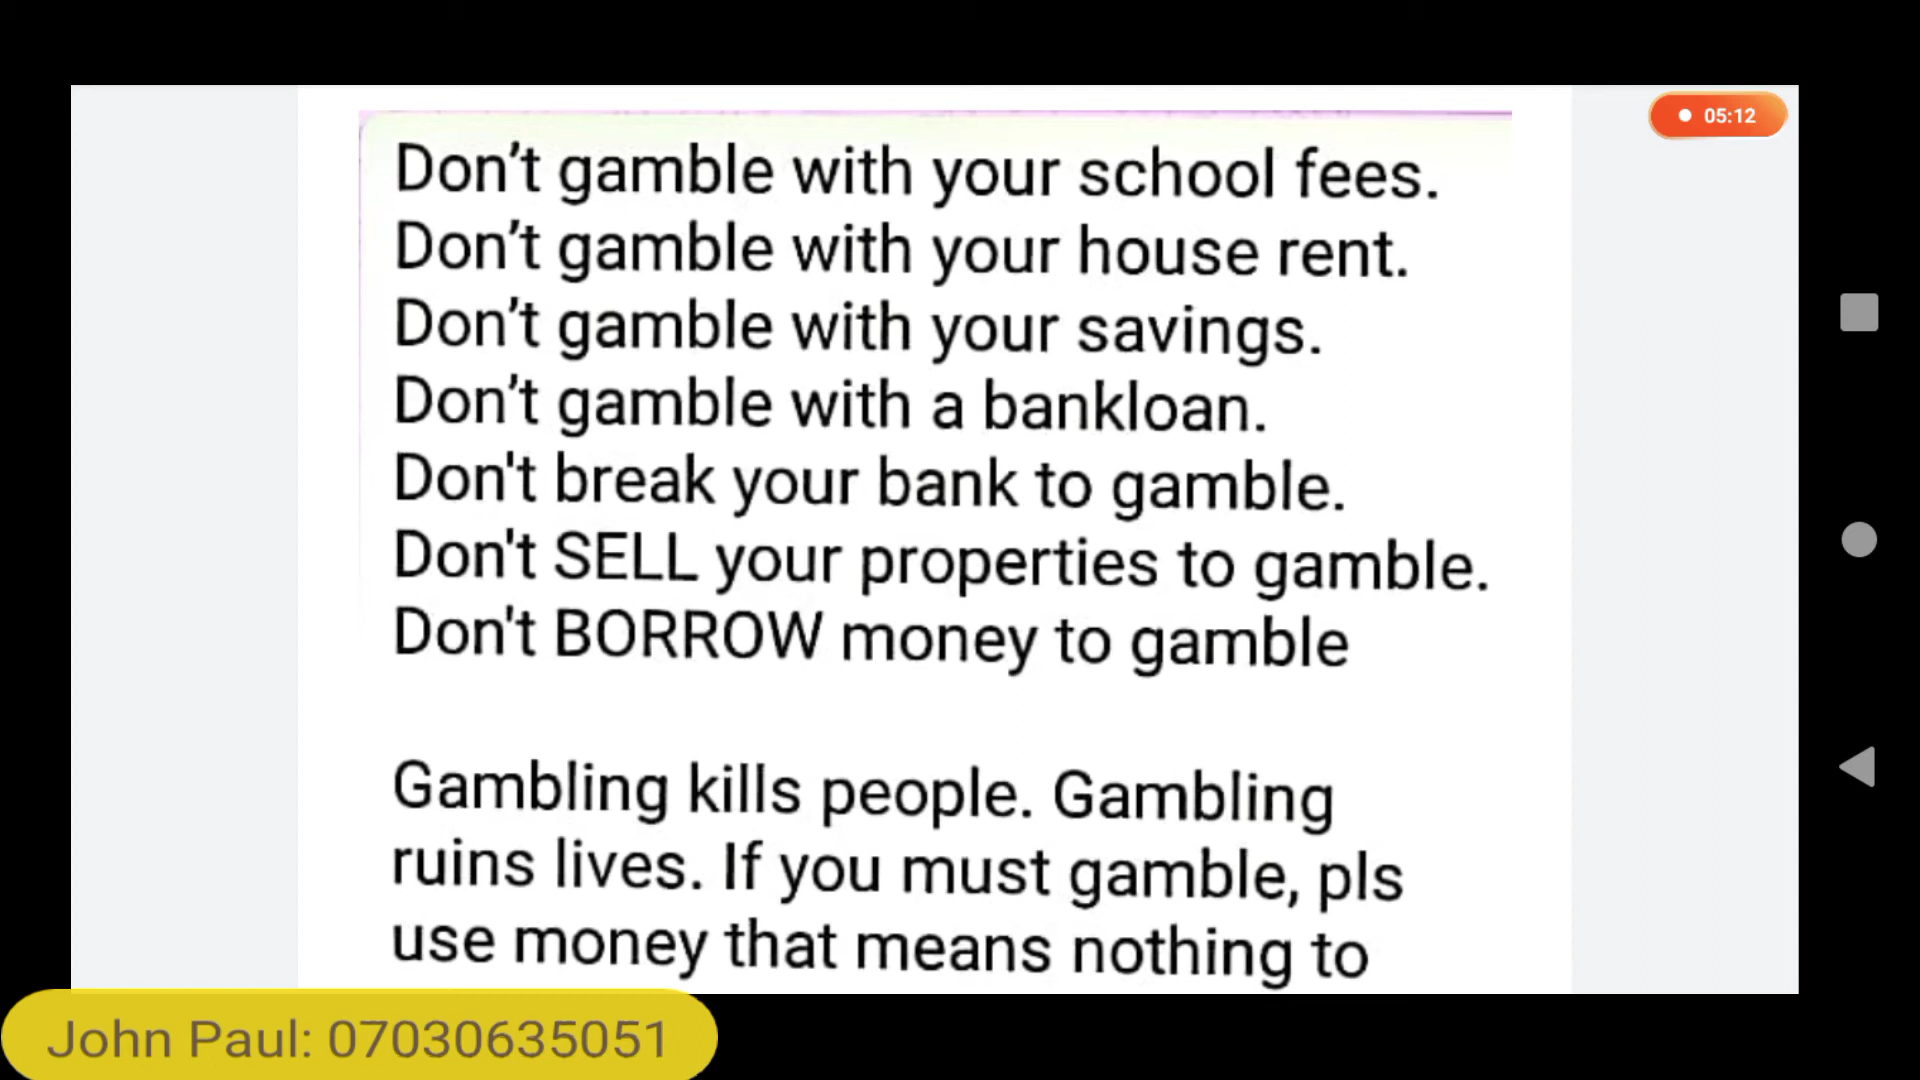 05:12
Don’t gamble with your school fees.
Don’t gamble with your house rent.
Don’t gamble with your savings.
Don’t gamble with a bankloan.
Don't break your bank to gamble.
Don't SELL your properties to gamble.
Don't BORROW money to gamble
Gambling kills people. Gambling
ruins lives. If you must gamble, pls
use money that means nothing to
John Paul: 07030635051